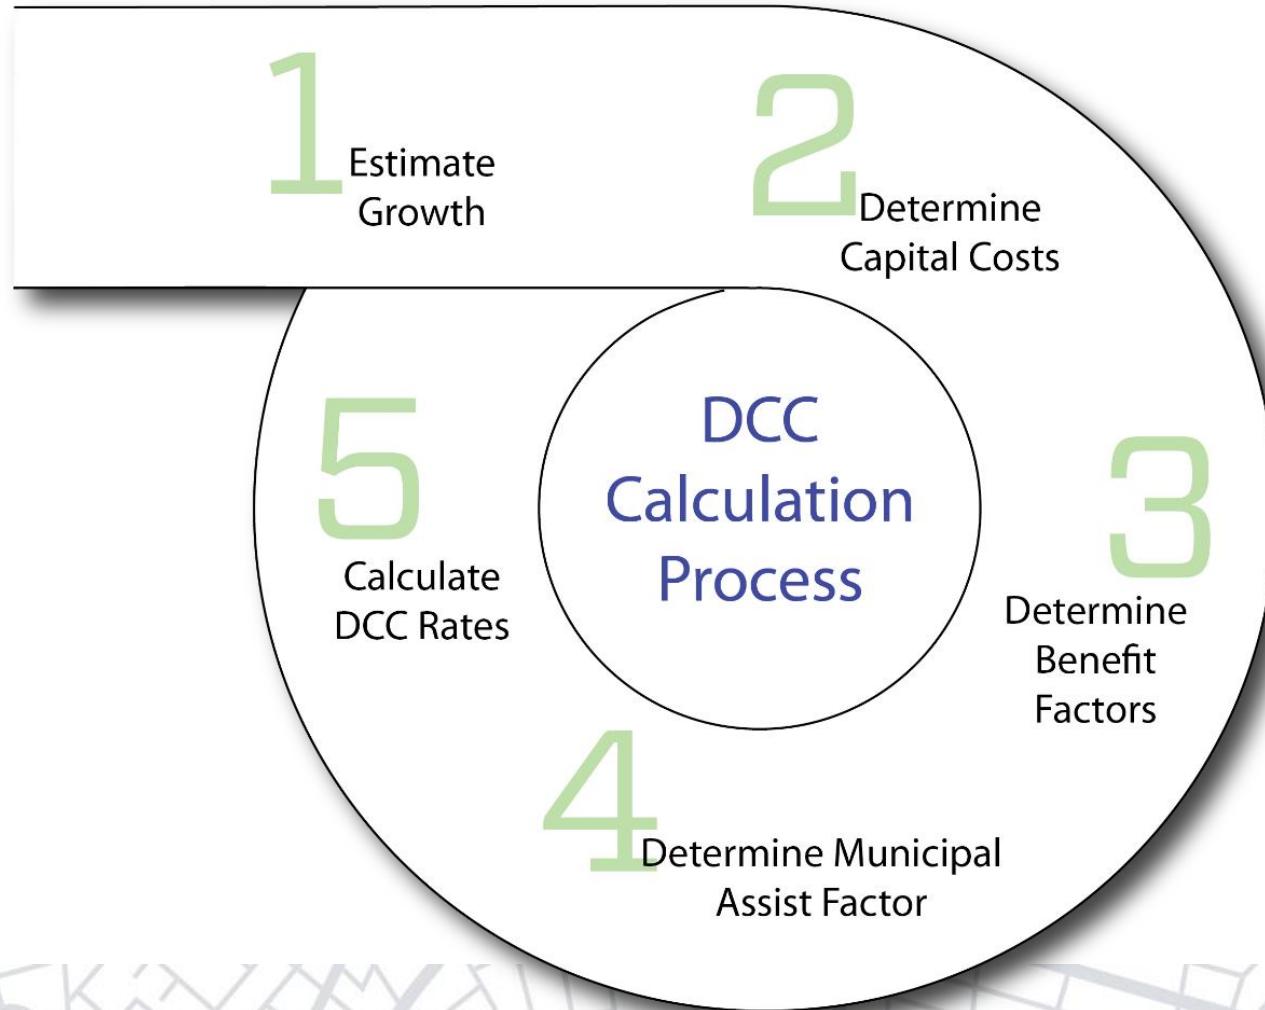 1
Estimate
Growth
2
Determine
Capital Costs
3
Determine
Benefit
Factors
4
Determine Municipal
Assist Factor
5
Calculate
DCC Rates
DCC
Calculation
Process